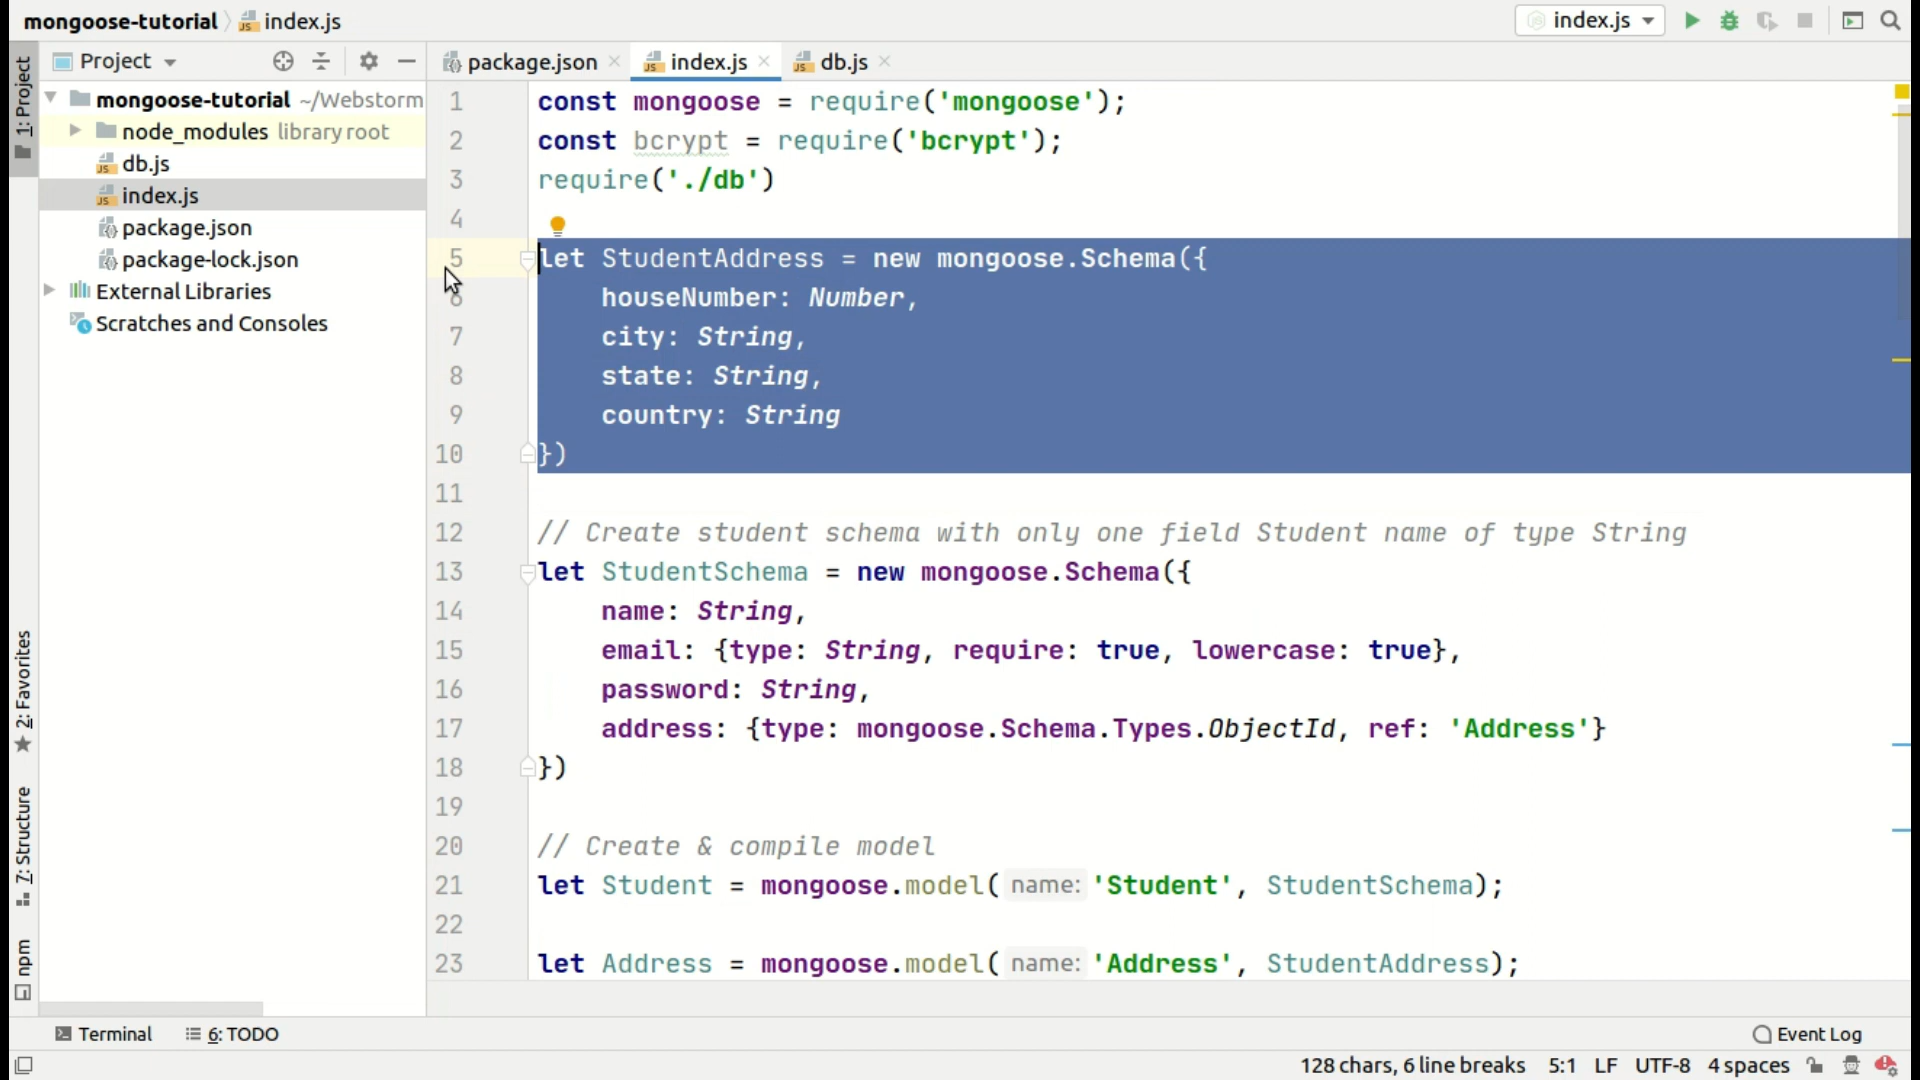 mongoose-tutorial index.js
index.js
Project
package.json
index.js
db.js
1: Project
mongoose-tutorial ~/Webstorm
node_modules library root
db.js
index.js
package.json
package-lock.json
External Libraries
Scratches and Consoles
2: Favorites
7: Structure
npm
1 const mongoose = require('mongoose');
2 const bcrypt = require('bcrypt');
3 require('./db')
4
5 let StudentAddress = new mongoose.Schema({
6 houseNumber: Number,
7 city: String,
8 state: String,
9 country: String
10 })
11
12 // Create student schema with only one field Student name of type String
13 let StudentSchema = new mongoose.Schema({
14 name: String,
15 email: {type: String, require: true, lowercase: true},
16 password: String,
17 address: {type: mongoose.Schema.Types.ObjectId, ref: 'Address'}
18 })
19
20 // Create & compile model
21 let Student = mongoose.model( name: 'Student', StudentSchema);
22
23 let Address = mongoose.model( name: 'Address', StudentAddress);
Terminal
6: TODO
Event Log
128 chars, 6 line breaks 5:1 LF UTF-8 4 spaces